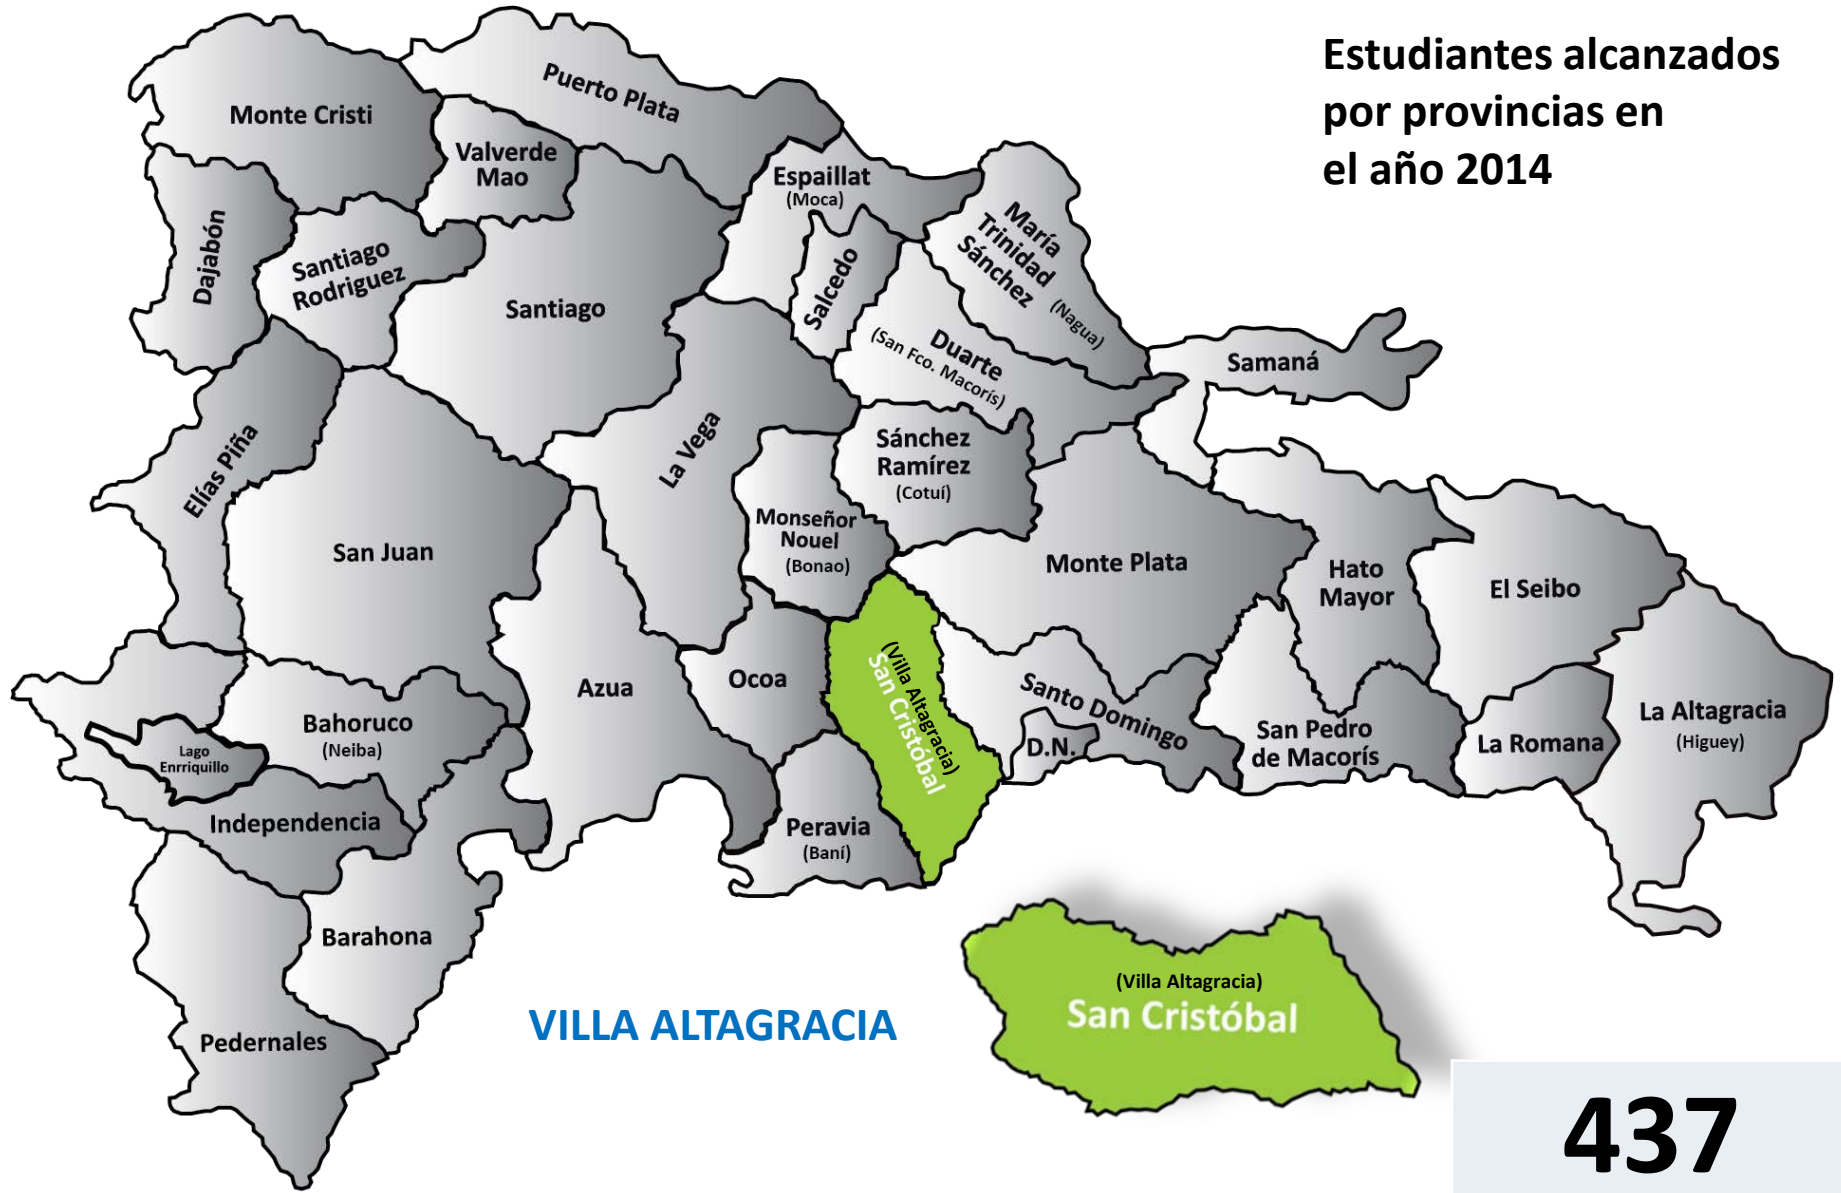 Estudiantes alcanzados
por provincias en
el año 2014
Puerto Plata
Monte Cristi
Valverde
Mao
Espaillat
(Moca)
María
Trinidad
Sánchez
(Nagua)
Dajabón
Santiago
Rodriguez
Santiago
Salcedo
Duarte
(San Fco. Macorís)
Samaná
Elías Piña
La Vega
Sánchez
Ramírez
(Cotuí)
San Juan
Monseñor
Nouel
(Bonao)
Monte Plata
Hato
Mayor
El Seibo
Azua
Ocoa
(Villa Altagracia)
San Cristóbal
Santo Domingo
D.N.
San Pedro
de Macorís
La Romana
La Altagracia
(Higuey)
Bahoruco
(Neiba)
Lago
Enrriquillo
Independencia
Peravia
(Baní)
Barahona
Pedernales
VILLA ALTAGRACIA
(Villa Altagracia)
San Cristóbal
437